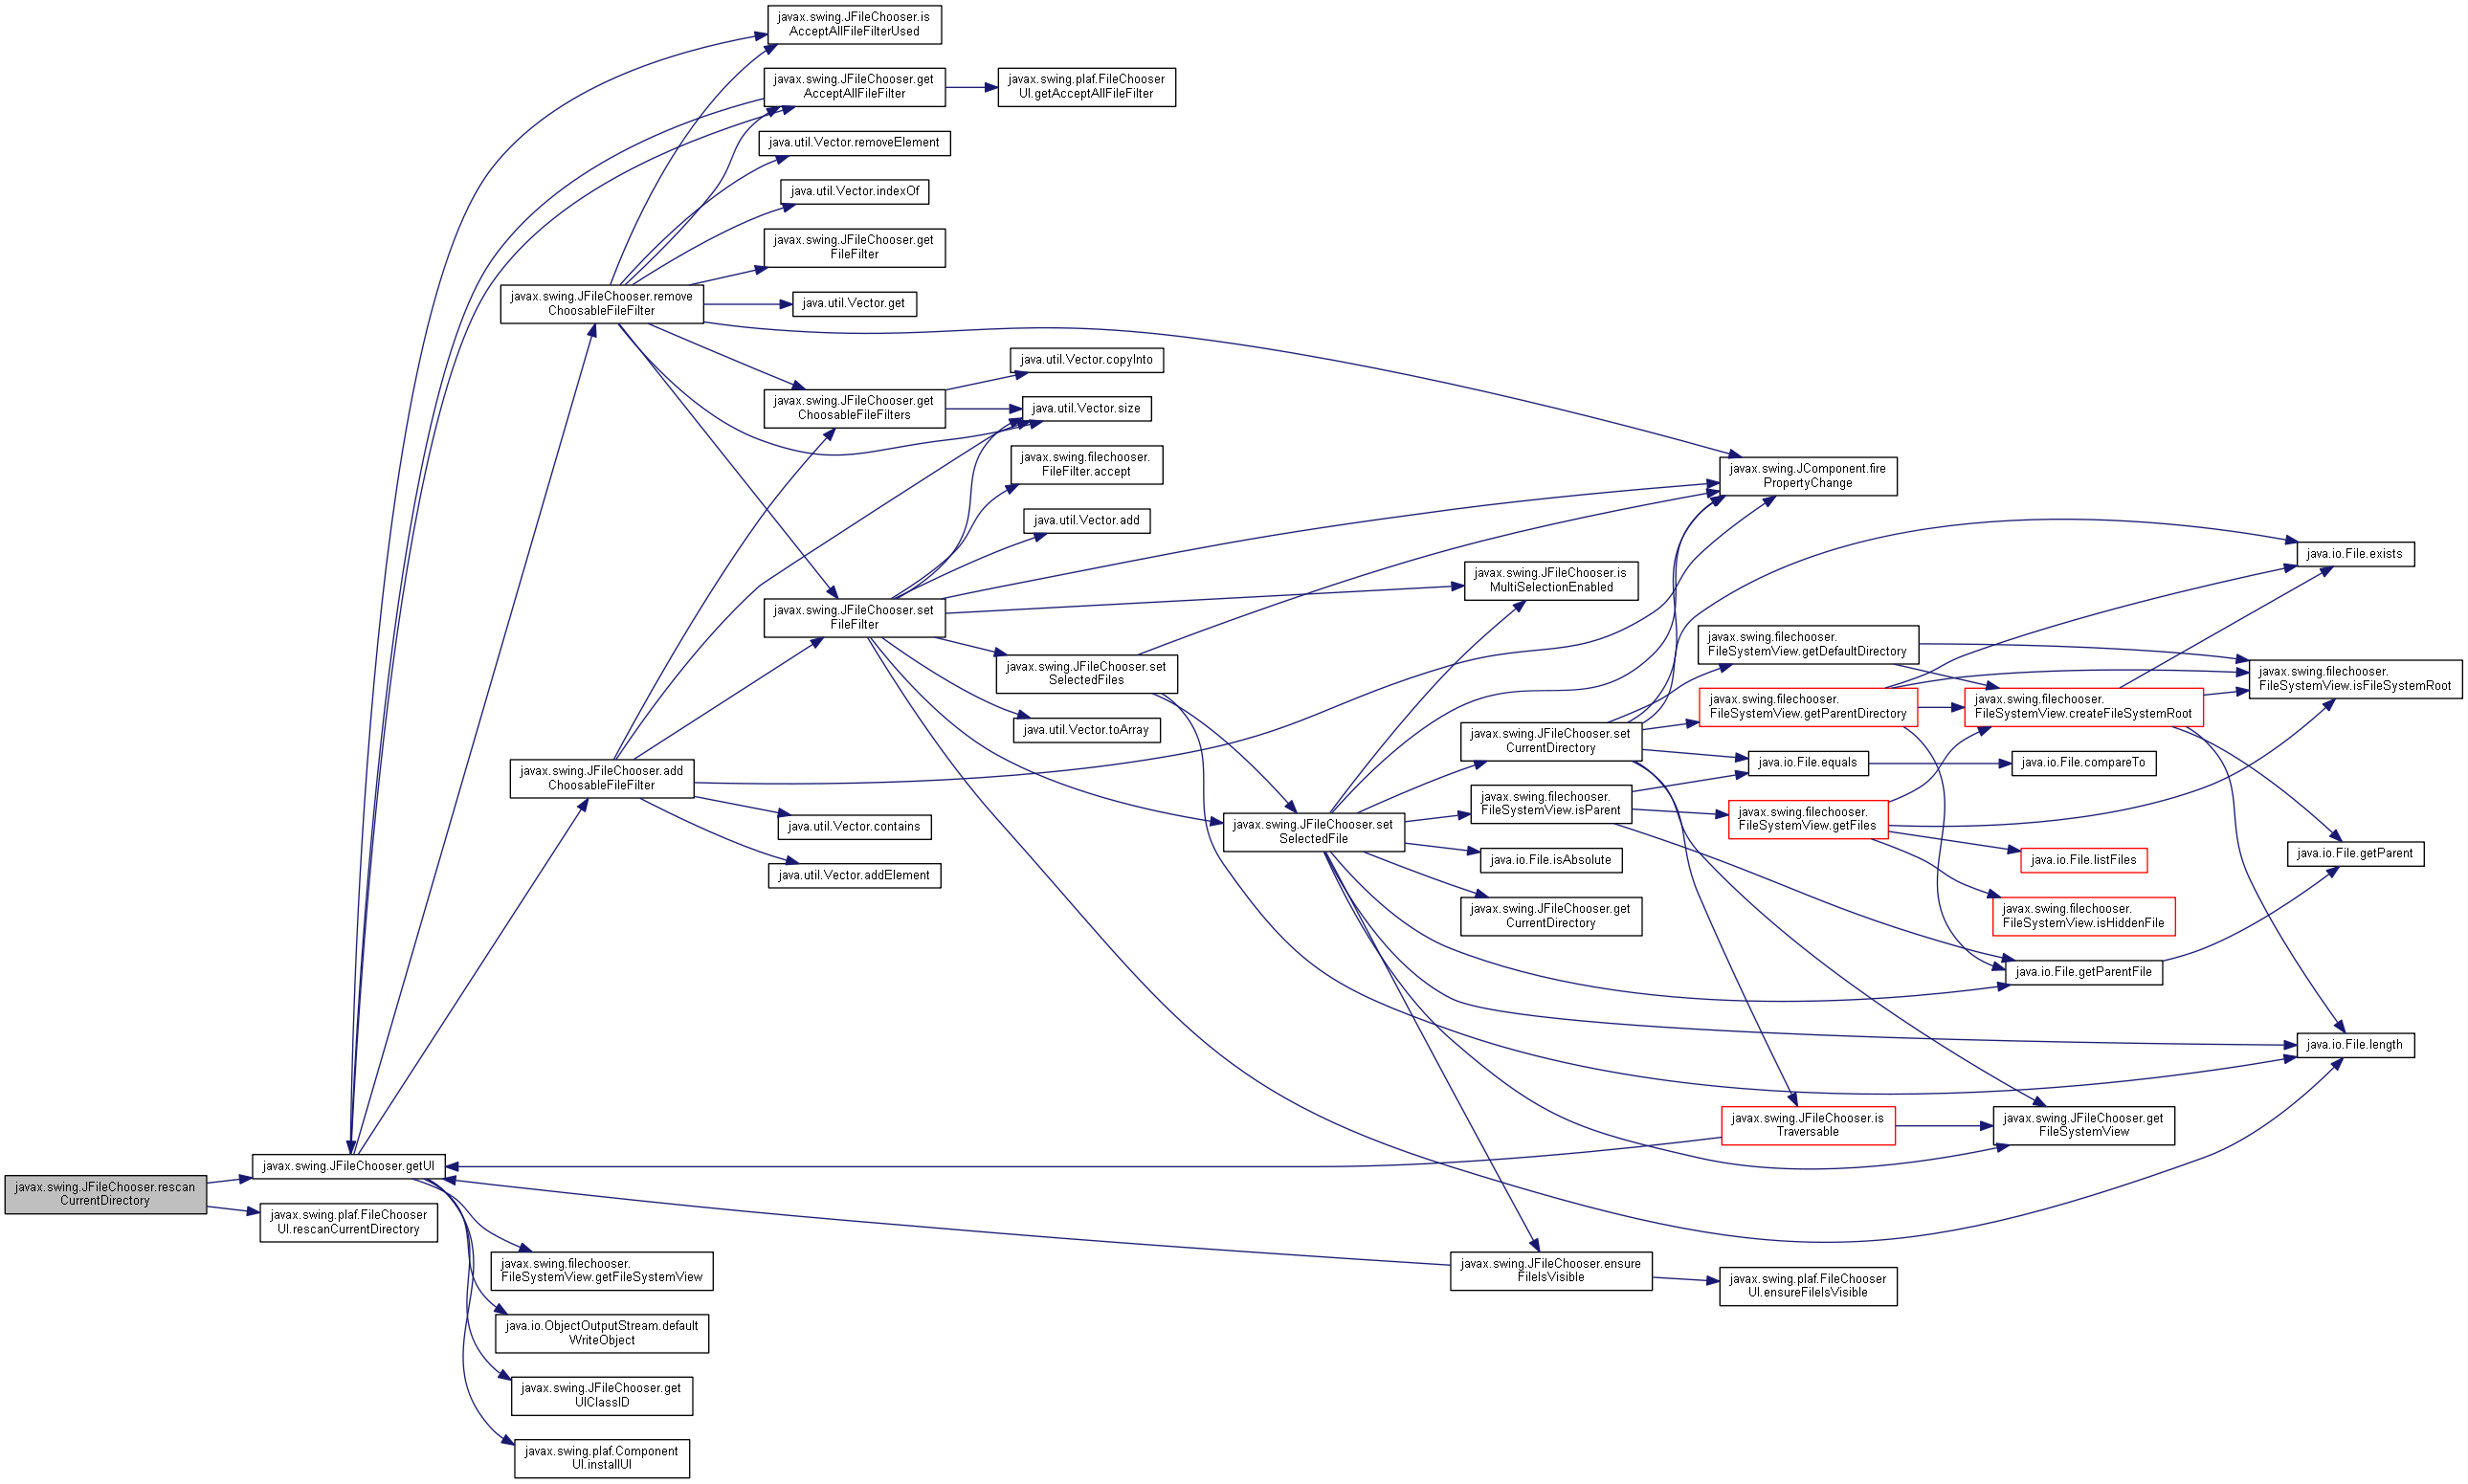 javax.swing.JFileChooser.rescan
CurrentDirectory
javax.swing.JFileChooser.getUI
javax.swing.plaf.FileChooser
UI.rescanCurrentDirectory
javax.swing.JFileChooser.remove
ChoosableFileFilter
javax.swing.JFileChooser.add
ChoosableFileFilter
javax.swing.filechooser.
FileSystemView.getFileSystemView
java.io.ObjectOutputStream.default
WriteObject
javax.swing.JFileChooser.get
UIClassID
javax.swing.plaf.Component
UI.installUI
javax.swing.JFileChooser.is
AcceptAllFileFilterUsed
javax.swing.JFileChooser.get
AcceptAllFileFilter
java.util.Vector.removeElement
java.util.Vector.indexOf
javax.swing.JFileChooser.get
FileFilter
java.util.Vector.get
javax.swing.JFileChooser.get
ChoosableFileFilters
javax.swing.JFileChooser.set
FileFilter
java.util.Vector.contains
java.util.Vector.addElement
javax.swing.plaf.FileChooser
UI.getAcceptAllFileFilter
java.util.Vector.copyInto
java.util.Vector.size
javax.swing.filechooser.
FileFilter.accept
java.util.Vector.add
javax.swing.JFileChooser.set
SelectedFiles
java.util.Vector.toArray
javax.swing.JFileChooser.set
SelectedFile
javax.swing.JFileChooser.is
MultiSelectionEnabled
javax.swing.JFileChooser.set
CurrentDirectory
javax.swing.filechooser.
FileSystemView.isParent
java.io.File.isAbsolute
javax.swing.JFileChooser.get
CurrentDirectory
javax.swing.JFileChooser.ensure
FileIsVisible
javax.swing.JComponent.fire
PropertyChange
javax.swing.filechooser.
FileSystemView.getDefaultDirectory
javax.swing.filechooser.
FileSystemView.getParentDirectory
java.io.File.equals
javax.swing.filechooser.
FileSystemView.getFiles
javax.swing.JFileChooser.is
Traversable
javax.swing.plaf.FileChooser
UI.ensureFileIsVisible
javax.swing.filechooser.
FileSystemView.createFileSystemRoot
java.io.File.compareTo
java.io.File.listFiles
javax.swing.filechooser.
FileSystemView.isHiddenFile
java.io.File.getParentFile
javax.swing.JFileChooser.get
FileSystemView
java.io.File.exists
javax.swing.filechooser.
FileSystemView.isFileSystemRoot
java.io.File.getParent
java.io.File.length